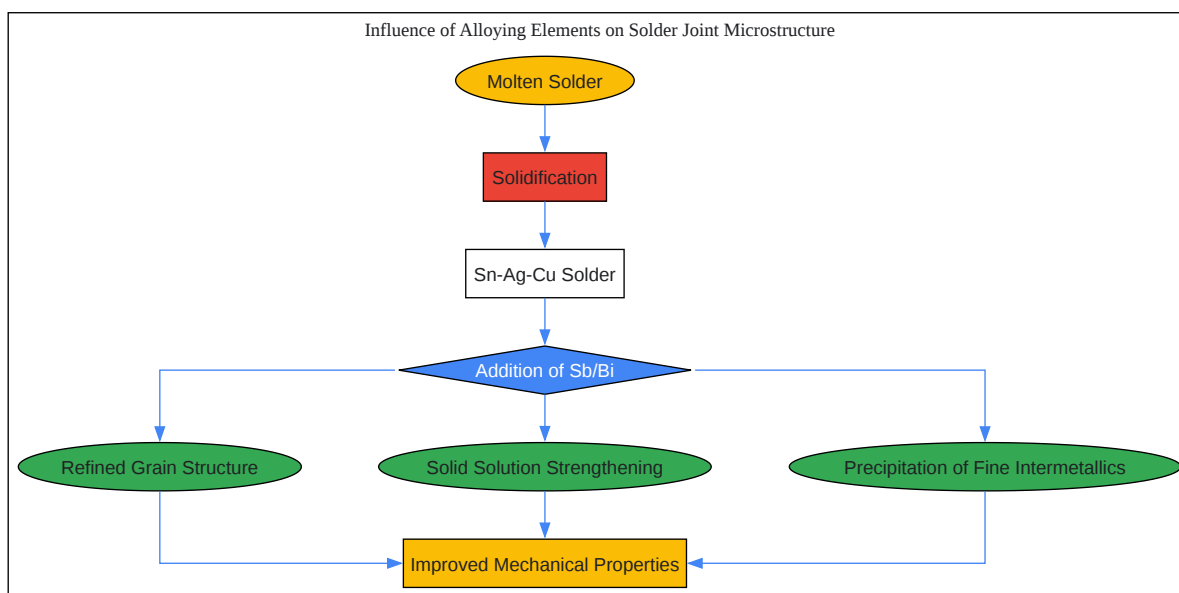 Influence of Alloying Elements on Solder Joint Microstructure
Molten Solder
Solidification
Sn-Ag-Cu Solder
Addition of Sb/Bi
Refined Grain Structure
Solid Solution Strengthening
Precipitation of Fine Intermetallics
Improved Mechanical Properties